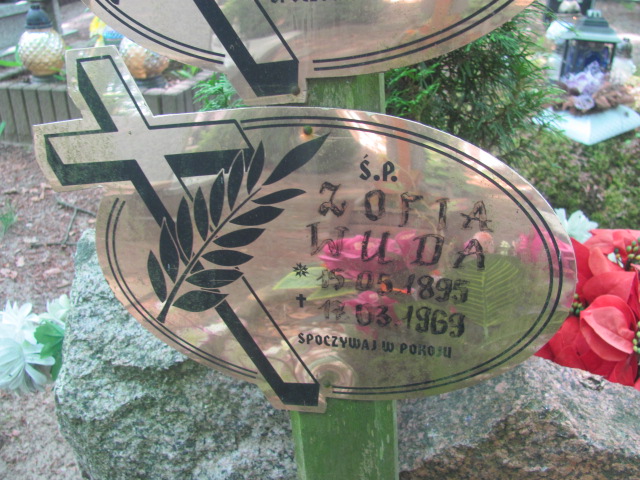 Ś.P.
ZOFIA
WUDA
15.05.1895
17.03.1969
SPOCZYWAJ W POKOJU